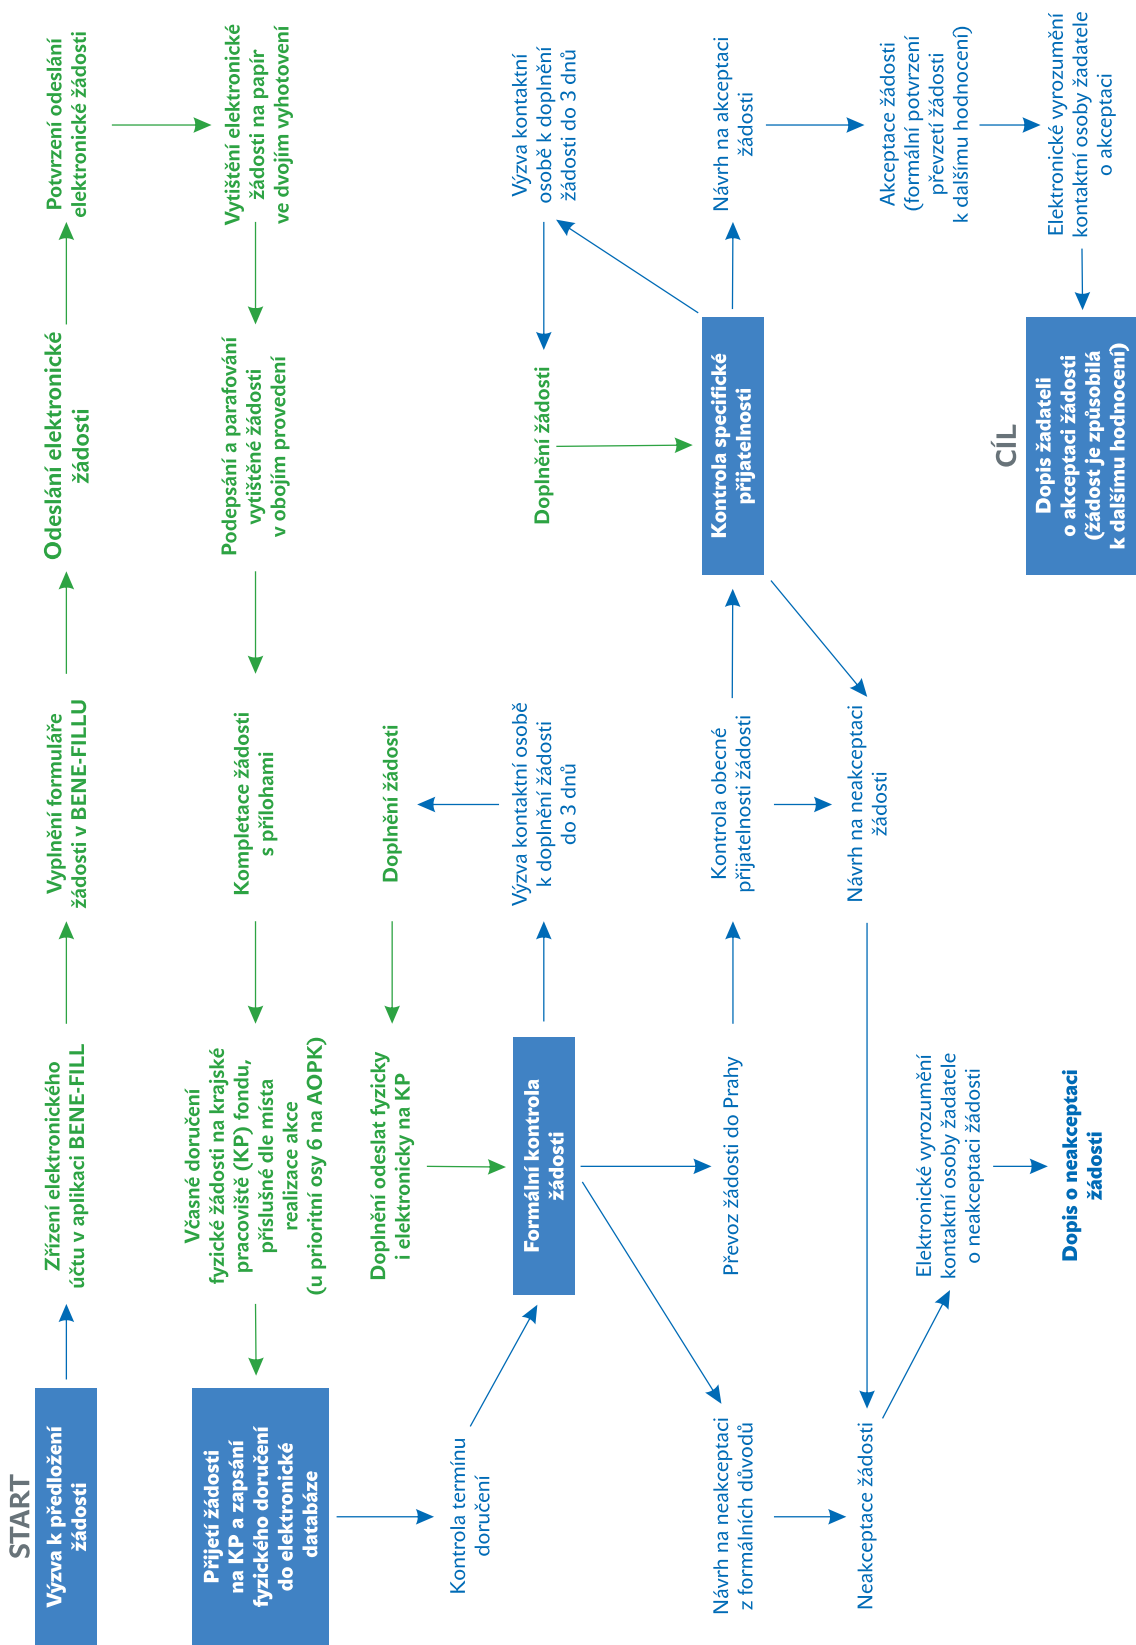 START
Výzva k předložení
žádosti
Zřízení elektronického
účtu v aplikaci BENE-FILL
Vyplnění formuláře
žádosti v BENE-FILLU
Odeslání elektronické
žádosti
Potvrzení odeslání
elektronické žádosti
Vytištění elektronické
žádosti na papír
ve dvojím vyhotovení
Podepsání a parafování
vytištěné žádosti
v obojím provedení
Kompletace žádosti
s přílohami
Včasné doručení
fyzické žádosti na krajské
pracoviště (KP) fondu,
příslušné dle místa
realizace akce
(u prioritní osy 6 na AOPK)
Přijetí žádosti
na KP a zapsání
fyzického doručení
do elektronické
databáze
Kontrola termínu
doručení
Formální kontrola
žádosti
Výzva kontaktní osobě
k doplnění žádosti
do 3 dnů
Doplnění žádosti
Doplnění odeslat fyzicky
i elektronicky na KP
Převoz žádosti do Prahy
Kontrola obecné
přijatelnosti žádosti
Kontrola specifické
přijatelnosti
Výzva kontaktní
osobě k doplnění
žádosti do 3 dnů
Doplnění žádosti
Návrh na akceptaci
žádosti
Akceptace žádosti
(formální potvrzení
převzetí žádosti
k dalšímu hodnocení)
Elektronické vyrozumění
kontaktní osoby žadatele
o akceptaci
CÍL
Dopis žadateli
o akceptaci žádosti
(žádost je způsobilá
k dalšímu hodnocení)
Návrh na neakceptaci
žádosti
Návrh na neakceptaci
z formálních důvodů
Neakceptace žádosti
Elektronické vyrozumění
kontaktní osoby žadatele
o neakceptaci žádosti
Dopis o neakceptaci
žádosti